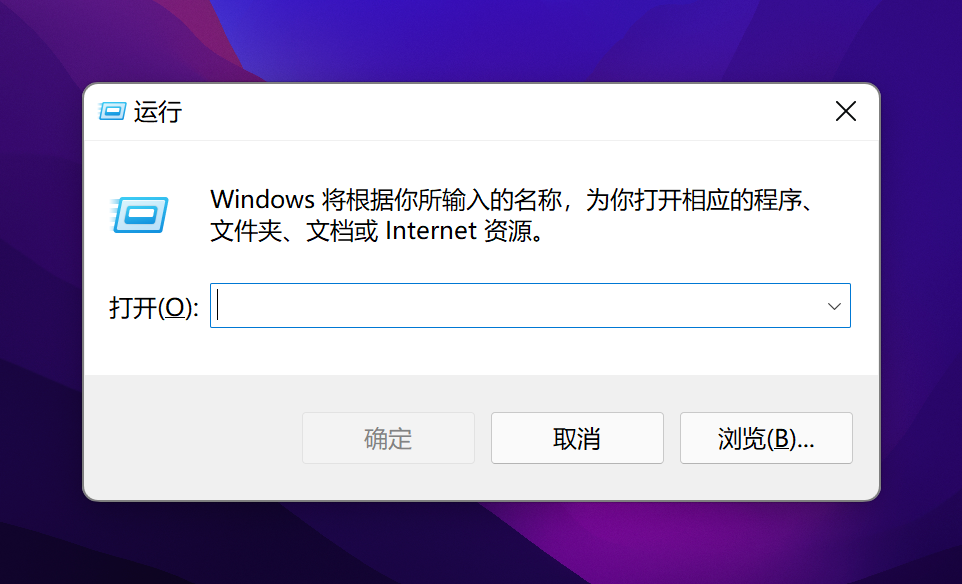 运行
Windows 将根据你所输入的名称，为你打开相应的程序、
文件夹、文档或 Internet 资源。
打开(O):
确定 取消 浏览(B)...